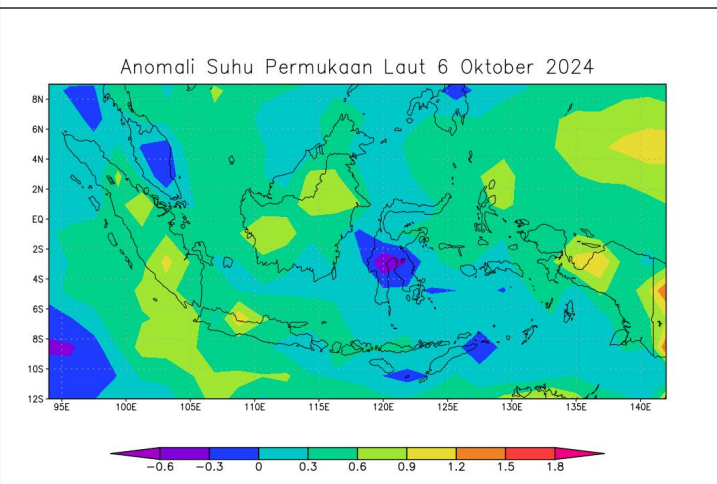 Anomali Suhu Permukaan Laut 6 Oktober 2024
8N
6N
4N
2N
EQ
2S
4S
6S
8S
10S
12S
95E 100E 105E 110E 115E 120E 125E 130E 135E 140E
−0.6 −0.3 0 0.3 0.6 0.9 1.2 1.5 1.8